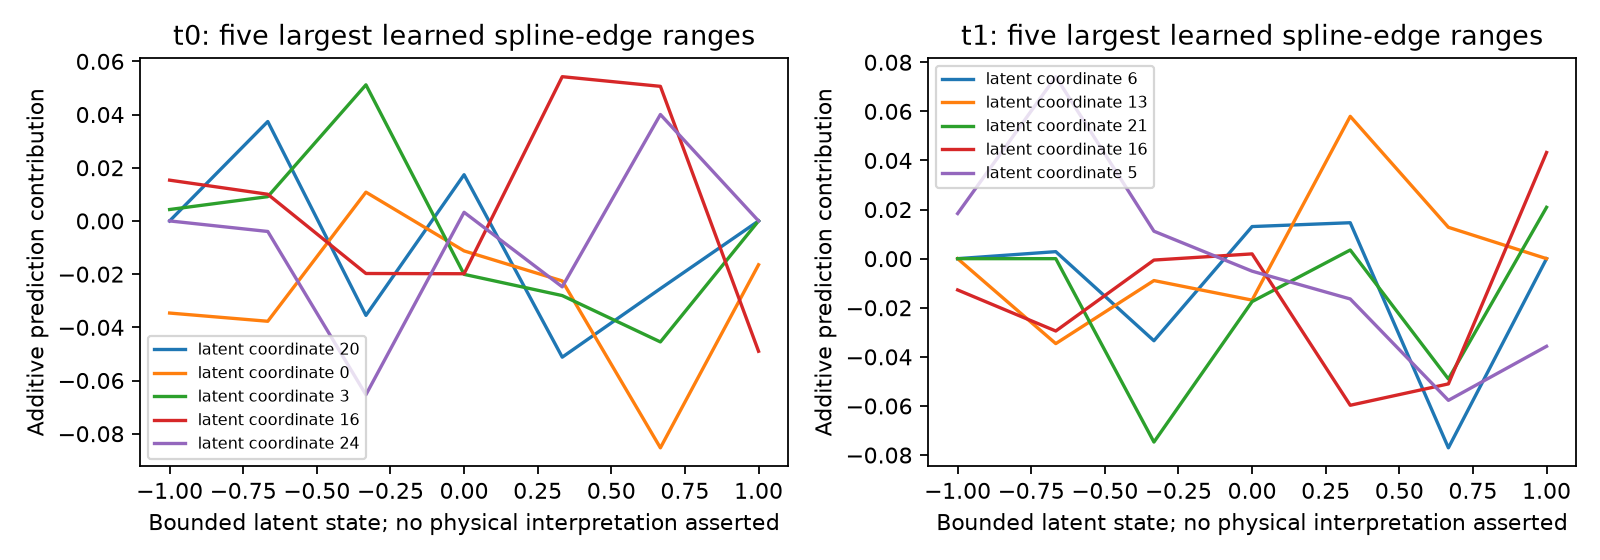 t0: five largest learned spline-edge ranges
Additive prediction contribution
0.06
0.04
0.02
0.00
−0.02
−0.04
−0.06
−0.08
latent coordinate 20
latent coordinate 0
latent coordinate 3
latent coordinate 16
latent coordinate 24
−1.00 −0.75 −0.50 −0.25 0.00 0.25 0.50 0.75 1.00
Bounded latent state; no physical interpretation asserted
t1: five largest learned spline-edge ranges
Additive prediction contribution
0.08
0.06
0.04
0.02
0.00
−0.02
−0.04
−0.06
−0.08
latent coordinate 6
latent coordinate 13
latent coordinate 21
latent coordinate 16
latent coordinate 5
−1.00 −0.75 −0.50 −0.25 0.00 0.25 0.50 0.75 1.00
Bounded latent state; no physical interpretation asserted